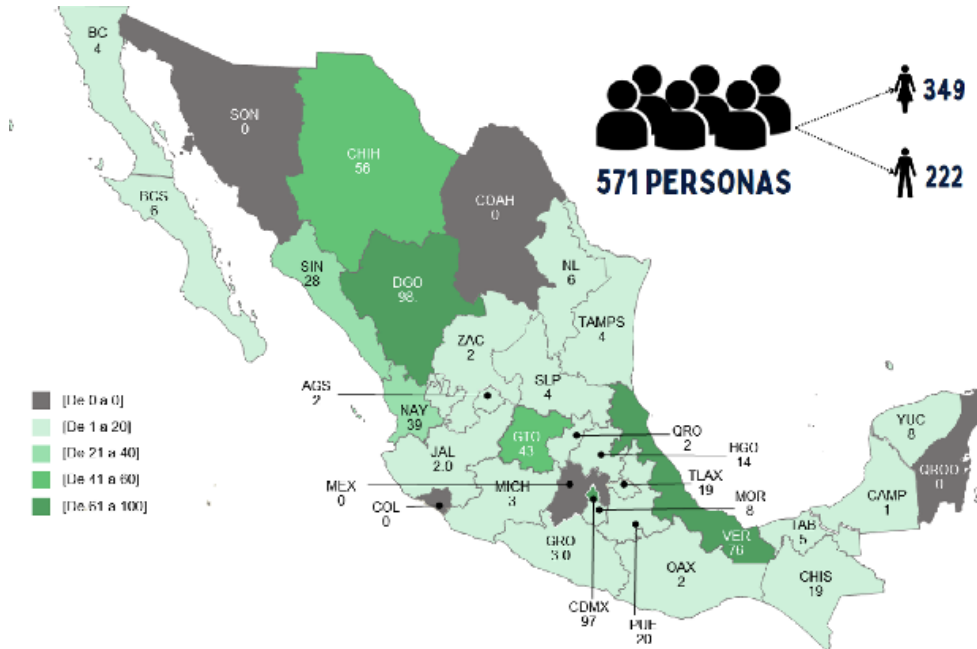 BC
4
SON
0
CHIH
56
COAH
0
BCS
6
SIN
28
DGO
98
NL
6
TAMPS
4
ZAC
2
SLP
4
AGS
2
NAY
39
JAL
2.0
GTO
43
QRO
2
HGO
14
TLAX
19
MOR
8
MEX
0
COL
0
MICH
3
GRO
3.0
CDMX
97
PUE
20
OAX
2
VER
76
TAB
5
CHIS
19
CAMP
1
YUC
8
QROO
0
571 PERSONAS
349
222
[De 0 a 0]
[De 1 a 20]
[De 21 a 40]
[De 41 a 60]
[De 61 a 100]